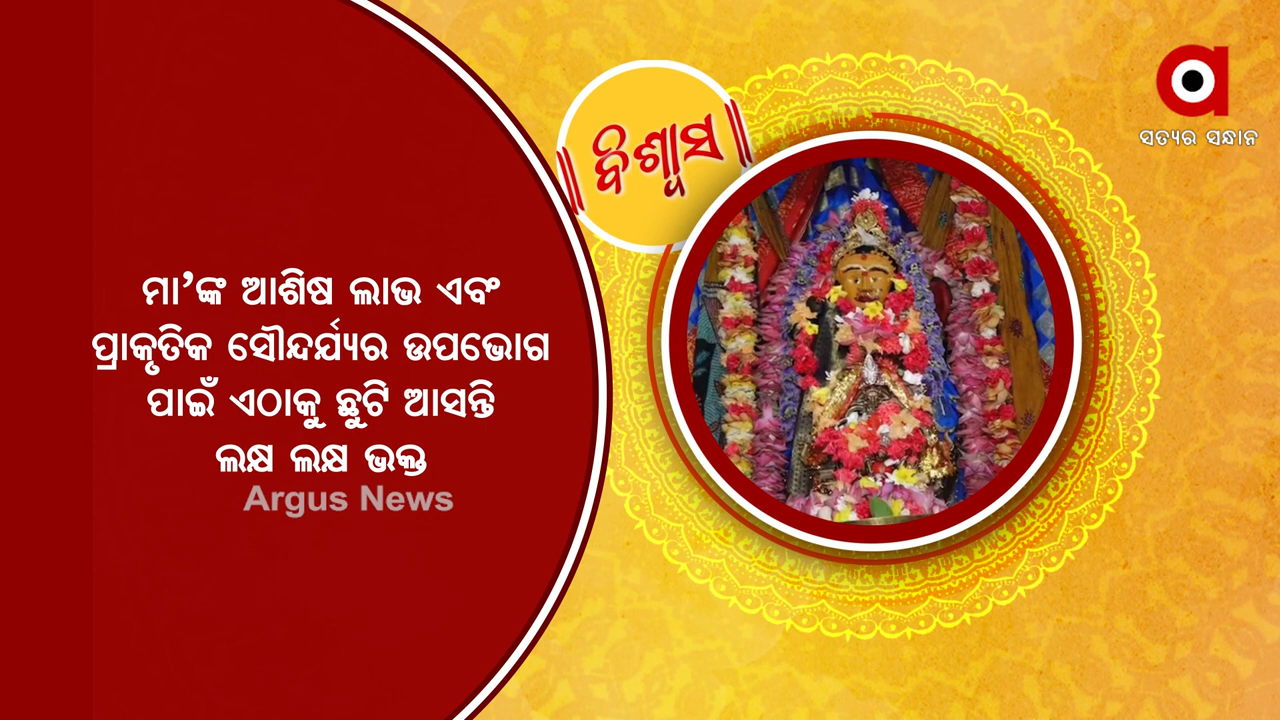 ମା’ଙ୍କ ଆଶିଷ ଲାଭ ଏବଂ
ପ୍ରାକୃତିକ ସୌନ୍ଦର୍ଯ୍ୟର ଉପଭୋଗ
ପାଇଁ ଏଠାକୁ ଛୁଟି ଆସନ୍ତି
ଲକ୍ଷ ଲକ୍ଷ ଭକ୍ତ
Argus News
॥ ବିଶ୍ୱାସ ॥
ସତ୍ୟର ସନ୍ଧାନ